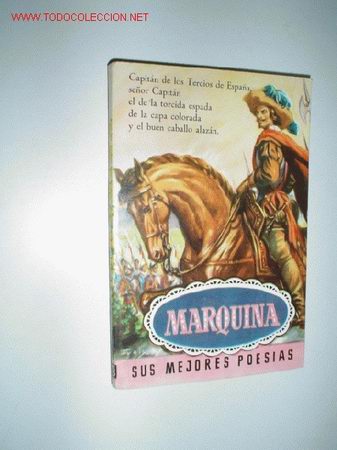 WWW.TODOCOLECCION.NET
Capitán de los Tercios de España,
señor Capitán
el de la torcida espada
de la capa colorada
y el buen caballo alazán.
MARQUINA
SUS MEJORES POESIAS